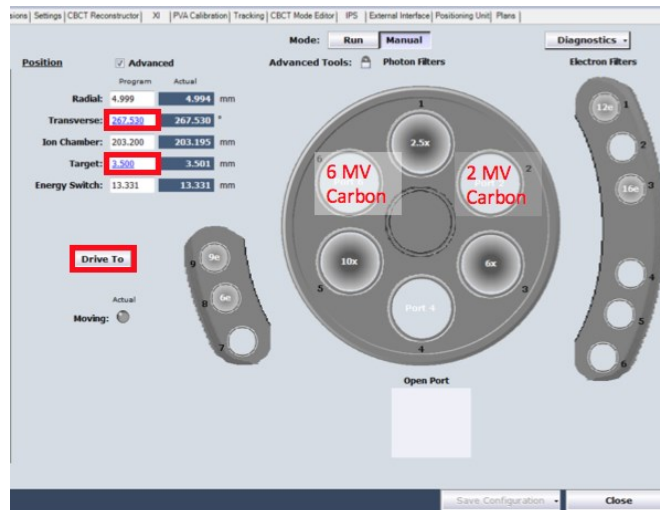 sions | Settings | CBCT Reconstructor | XI | PVA Calibration | Tracking | CBCT Mode Editor | IPS | External Interface | Positioning Unit | Plans |
Mode: Run Manual Diagnostics
Position Advanced Advanced Tools: Photon Filters Electron Filters
Program Actual
Radial: 4.999 4.994 mm
Transverse: 267.530 267.530 °
Ion Chamber: 203.200 203.195 mm
Target: 3.500 3.501 mm
Energy Switch: 13.331 13.331 mm
Drive To
Actual
Moving:
9 9e
8 6e
7
1
2.5x
6
6 MV
Carbon
2
2 MV
Carbon
Port 2
10x
5
6x
3
Port 4
4
Open Port
12e 1
2
16e 3
4
5
6
Save Configuration Close